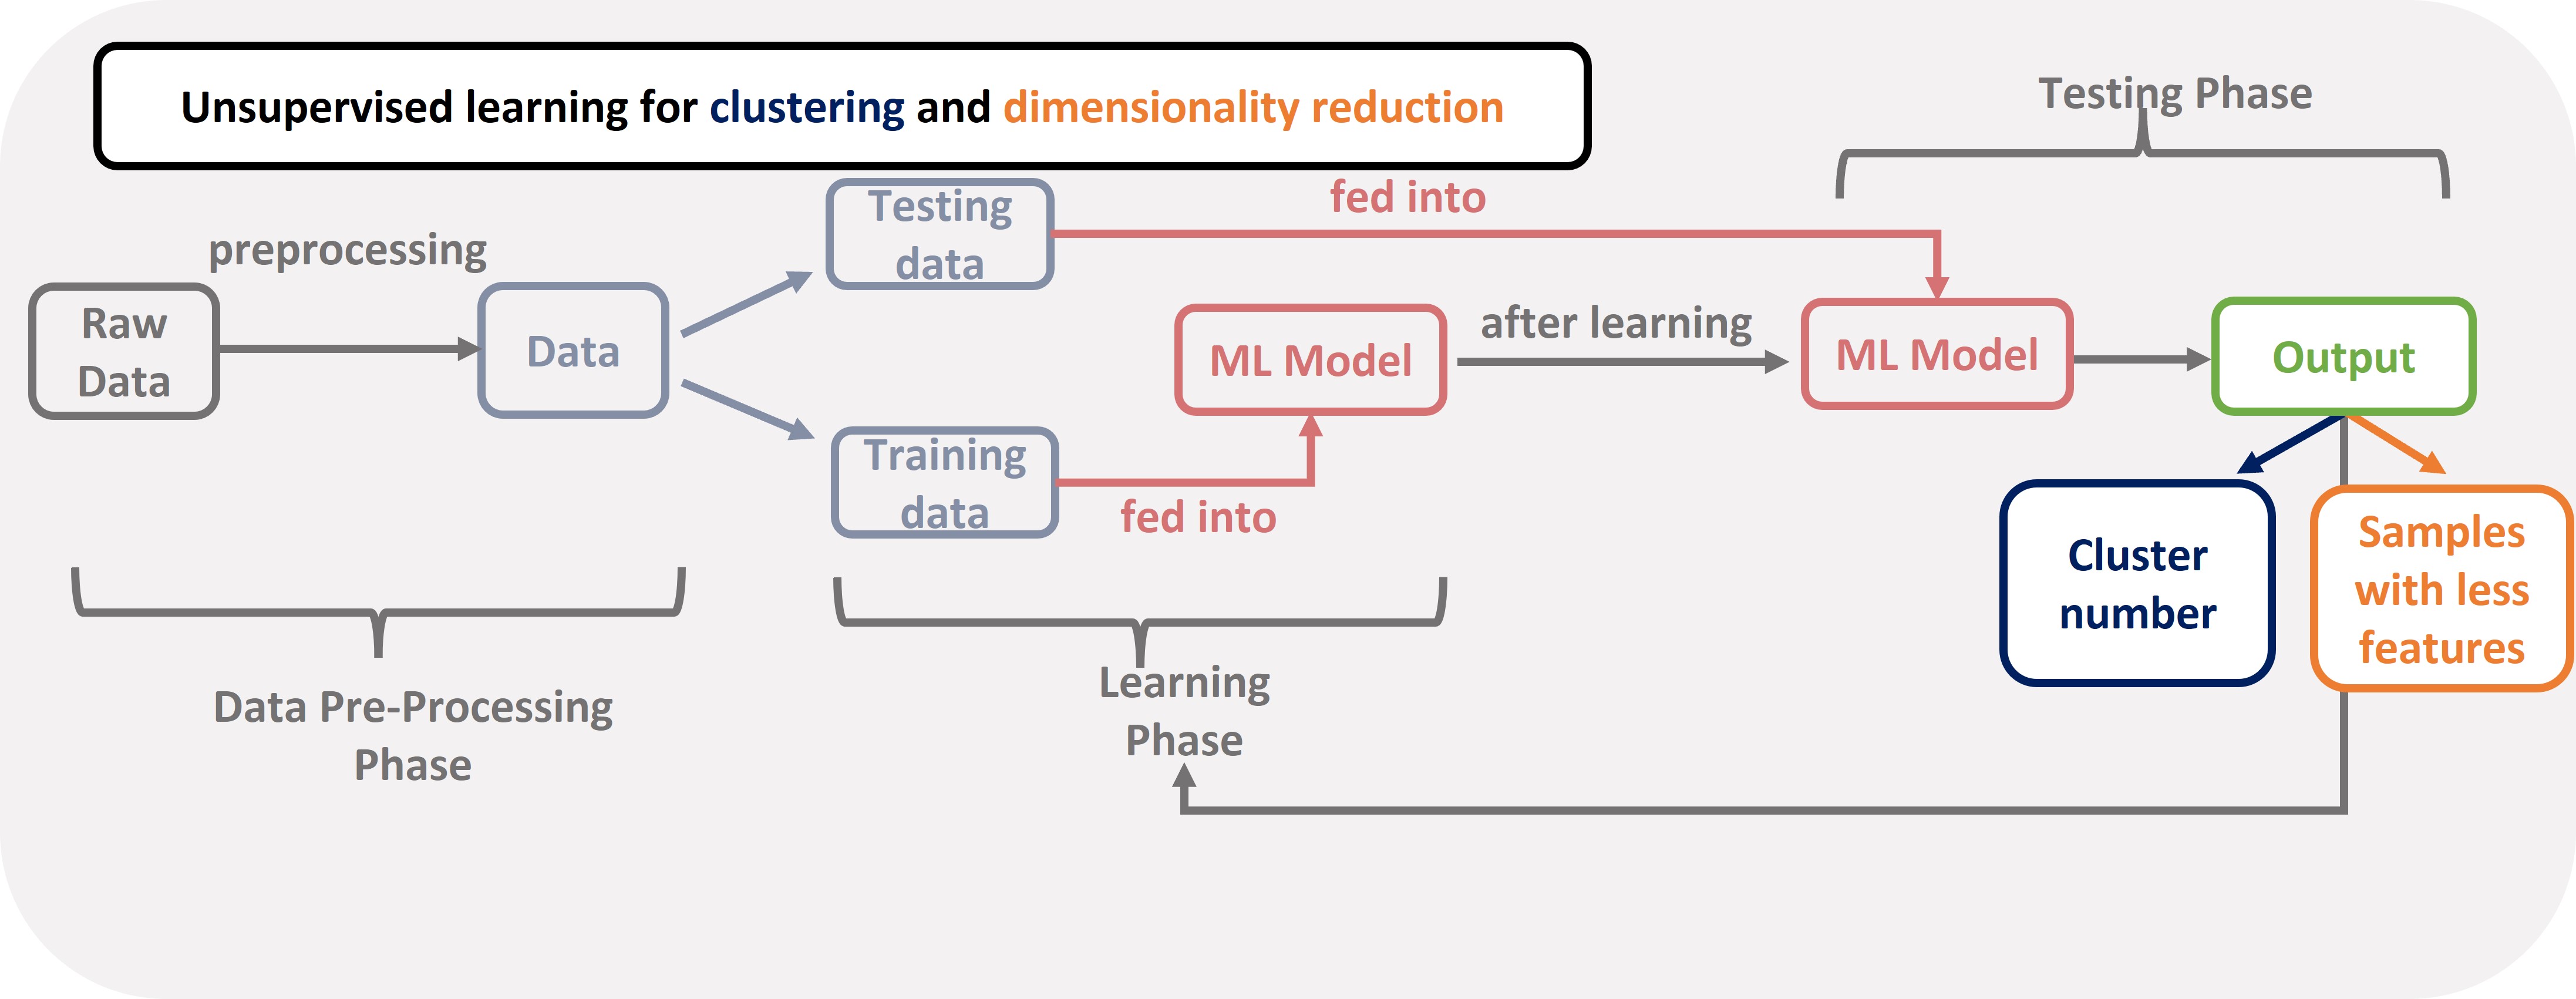 Unsupervised learning for clustering and dimensionality reduction
Testing Phase
fed into
Testing
data
preprocessing
Raw
Data
Data
ML Model
after learning
ML Model
Output
Training
data
fed into
Cluster
number
Samples
with less
features
Data Pre-Processing
Phase
Learning
Phase